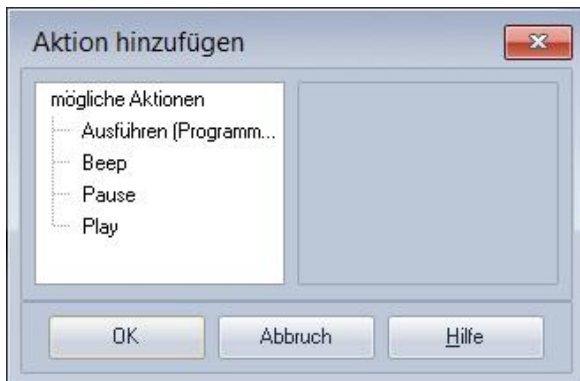 Aktion hinzufügen
mögliche Aktionen
Ausführen (Programm...
Beep
Pause
Play
OK
Abbruch
Hilfe